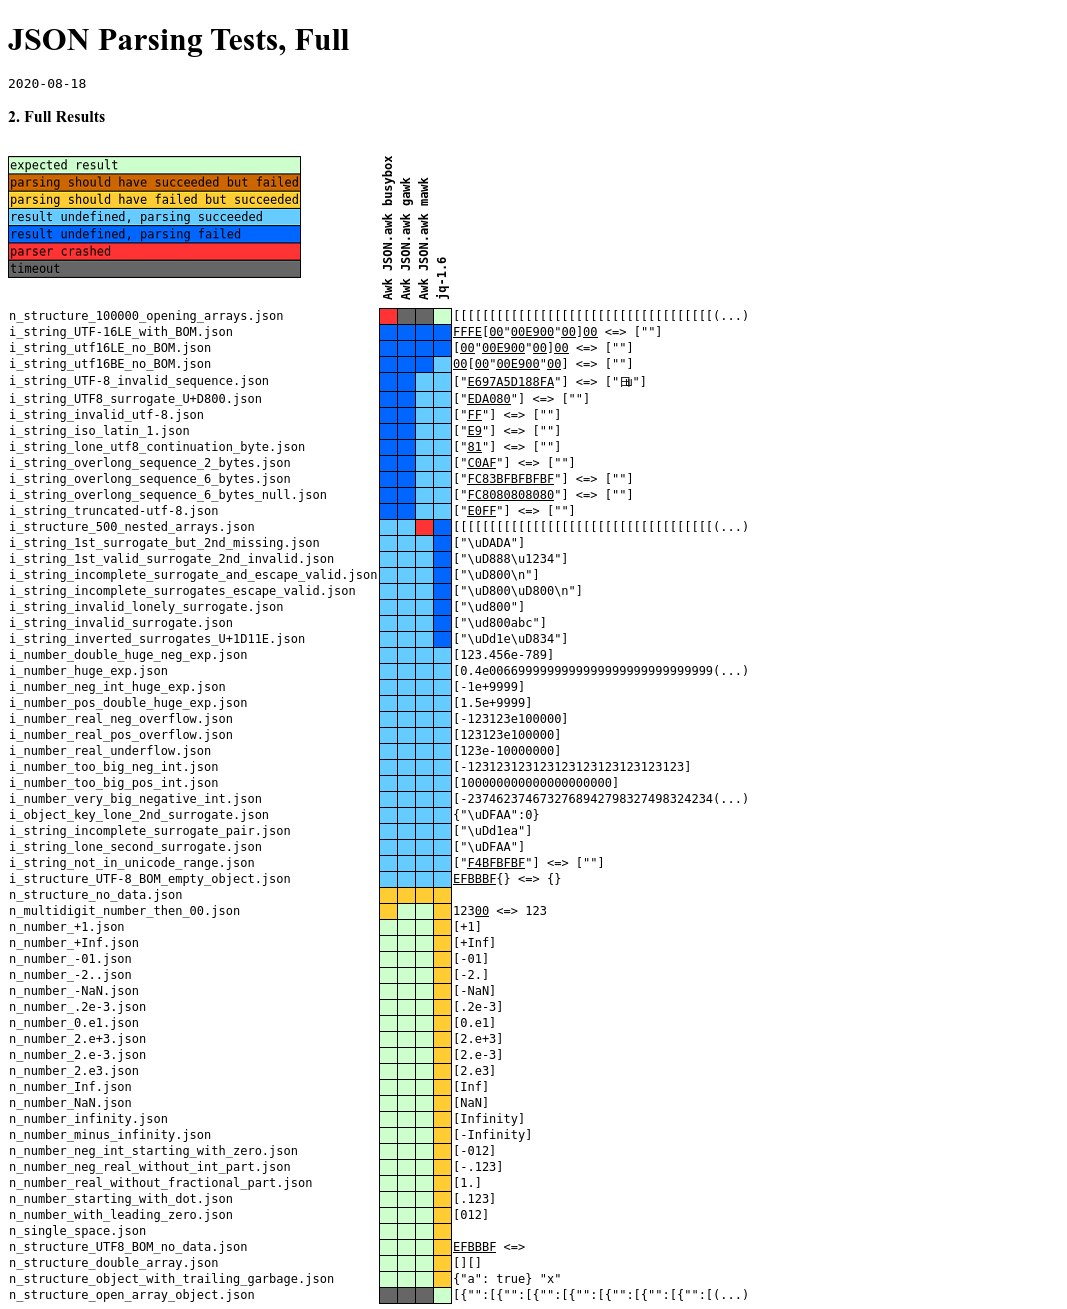 JSON Parsing Tests, Full
2020-08-18
2. Full Results
expected result
parsing should have succeeded but failed
parsing should have failed but succeeded
result undefined, parsing succeeded
result undefined, parsing failed
parser crashed
timeout
Awk JSON.awk busybox
Awk JSON.awk gawk
Awk JSON.awk mawk
jq-1.6
n_structure_100000_opening_arrays.json [[[[[[[[[[[[[[[[[[[[[[[[[[[[[[[[[[[[(...)
i_string_UTF-16LE_with_BOM.json FFFE[00"00E900"00]00 <=> [""]
i_string_utf16LE_no_BOM.json [00"00E900"00]00 <=> [""]
i_string_utf16BE_no_BOM.json 00[00"00E900"00] <=> [""]
i_string_UTF-8_invalid_sequence.json ["E697A5D188FA"] <=> ["日ш"]
i_string_UTF8_surrogate_U+D800.json ["EDA080"] <=> [""]
i_string_invalid_utf-8.json ["FF"] <=> [""]
i_string_iso_latin_1.json ["E9"] <=> [""]
i_string_lone_utf8_continuation_byte.json ["81"] <=> [""]
i_string_overlong_sequence_2_bytes.json ["C0AF"] <=> [""]
i_string_overlong_sequence_6_bytes.json ["FC83BFBFBFBF"] <=> [""]
i_string_overlong_sequence_6_bytes_null.json ["FC8080808080"] <=> [""]
i_string_truncated-utf-8.json ["E0FF"] <=> [""]
i_structure_500_nested_arrays.json [[[[[[[[[[[[[[[[[[[[[[[[[[[[[[[[[[[[(...)
i_string_1st_surrogate_but_2nd_missing.json ["\uDADA"]
i_string_1st_valid_surrogate_2nd_invalid.json ["\uD888\u1234"]
i_string_incomplete_surrogate_and_escape_valid.json ["\uD800\n"]
i_string_incomplete_surrogates_escape_valid.json ["\uD800\uD800\n"]
i_string_invalid_lonely_surrogate.json ["\ud800"]
i_string_invalid_surrogate.json ["\ud800abc"]
i_string_inverted_surrogates_U+1D11E.json ["\uDd1e\uD834"]
i_number_double_huge_neg_exp.json [123.456e-789]
i_number_huge_exp.json [0.4e00669999999999999999999999999999(...)
i_number_neg_int_huge_exp.json [-1e+9999]
i_number_pos_double_huge_exp.json [1.5e+9999]
i_number_real_neg_overflow.json [-123123e100000]
i_number_real_pos_overflow.json [123123e100000]
i_number_real_underflow.json [123e-10000000]
i_number_too_big_neg_int.json [-123123123123123123123123123123]
i_number_too_big_pos_int.json [100000000000000000000]
i_number_very_big_negative_int.json [-2374623746732768942798327498324234(...)
i_object_key_lone_2nd_surrogate.json {"\uDFAA":0}
i_string_incomplete_surrogate_pair.json ["\uDd1ea"]
i_string_lone_second_surrogate.json ["\uDFAA"]
i_string_not_in_unicode_range.json ["F4BFBFBF"] <=> [""]
i_structure_UTF-8_BOM_empty_object.json EFBBBF{} <=> {}
n_structure_no_data.json
n_multidigit_number_then_00.json 12300 <=> 123
n_number_+1.json [+1]
n_number_+Inf.json [+Inf]
n_number_-01.json [-01]
n_number_-2..json [-2.]
n_number_-NaN.json [-NaN]
n_number_.2e-3.json [.2e-3]
n_number_0.e1.json [0.e1]
n_number_2.e+3.json [2.e+3]
n_number_2.e-3.json [2.e-3]
n_number_2.e3.json [2.e3]
n_number_Inf.json [Inf]
n_number_NaN.json [NaN]
n_number_infinity.json [Infinity]
n_number_minus_infinity.json [-Infinity]
n_number_neg_int_starting_with_zero.json [-012]
n_number_neg_real_without_int_part.json [-.123]
n_number_real_without_fractional_part.json [1.]
n_number_starting_with_dot.json [.123]
n_number_with_leading_zero.json [012]
n_single_space.json
n_structure_UTF8_BOM_no_data.json EFBBBF <=>
n_structure_double_array.json [][]
n_structure_object_with_trailing_garbage.json {"a": true} "x"
n_structure_open_array_object.json [{"":[{"":[{"":[{"":[{"":[{"":[{"":[(...)